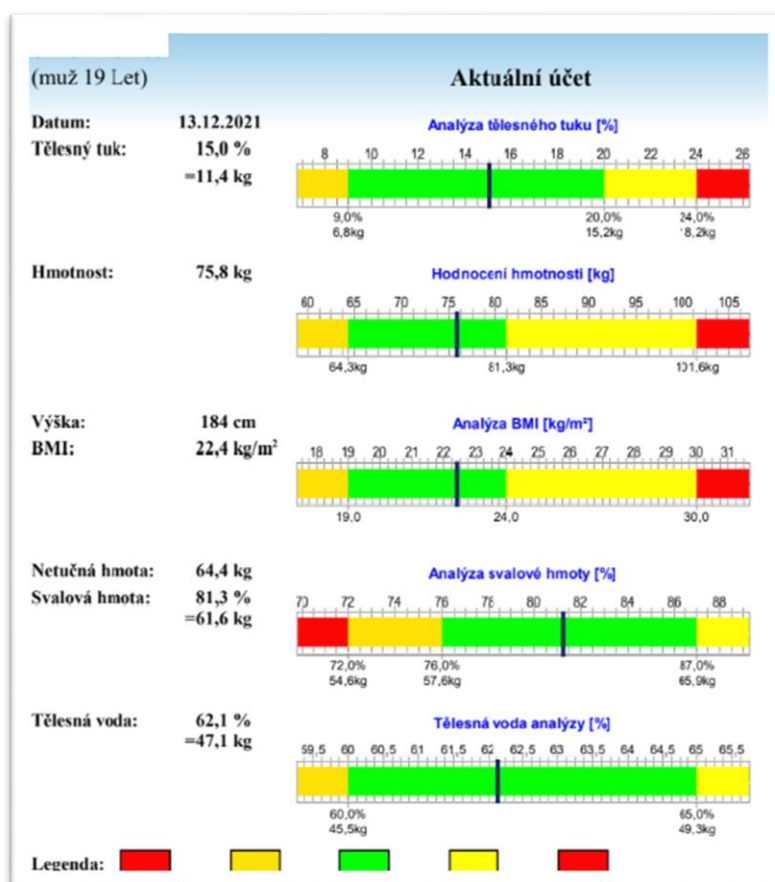 (muž 19 Let)
Aktuální účet
Datum: 13.12.2021
Analýza tělesného tuku [%]
Tělesný tuk: 15,0 %
8 10 12 14 16 18 20 22 24 26
=11,4 kg
9,0% 20,0% 24,0%
6,8kg 15,2kg 18,2kg
Hmotnost: 75,8 kg
Hodnocení hmotnosti [kg]
60 65 70 75 80 85 90 95 100 105
64,3kg 81,3kg 101,6kg
Výška: 184 cm
Analýza BMI [kg/m²]
BMI: 22,4 kg/m²
18 19 20 21 22 23 24 25 26 27 28 29 30 31
19,0 24,0 30,0
Netučná hmota: 64,4 kg
Analýza svalové hmoty [%]
Svalová hmota: 81,3 %
70 72 74 76 78 80 82 84 86 88
=61,6 kg
72,0% 76,0% 87,0%
54,6kg 57,6kg 65,9kg
Tělesná voda: 62,1 %
Tělesná voda analýzy [%]
=47,1 kg
59,5 60 60,5 61 61,5 62 62,5 63 63,5 64 64,5 65 65,5
60,0% 65,0%
45,5kg 49,3kg
Legenda: